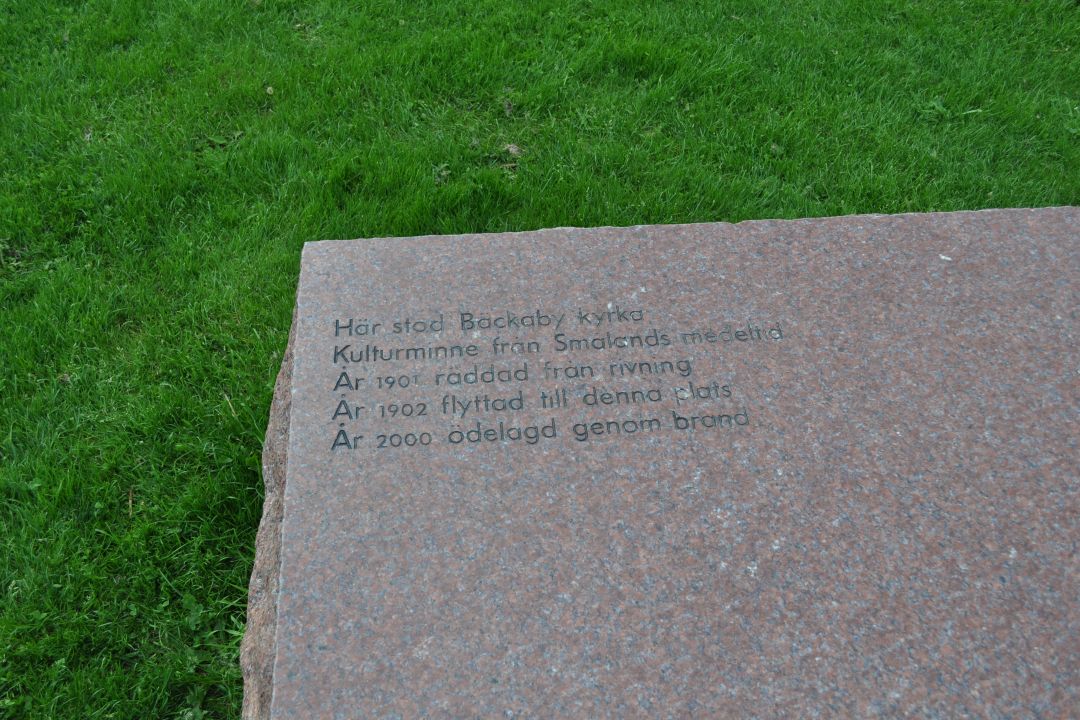 Här stod Bäckaby kyrka
Kulturminne från Smålands medeltid
År 1901 räddad från rivning
År 1902 flyttad till denna plats
År 2000 ödelagd genom brand